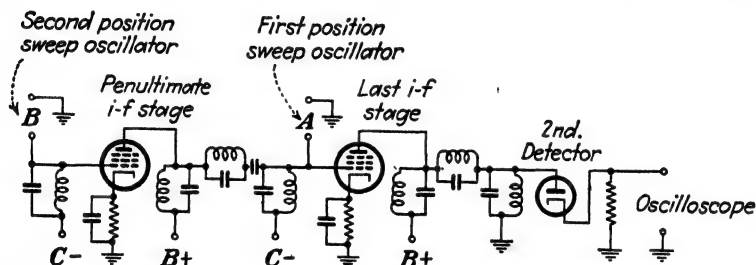 Second position
sweep oscillator
B
Penultimate
i-f stage
First position
sweep oscillator
A
Last i-f
stage
2nd.
Detector
Oscilloscope
C-
B+
C-
B+